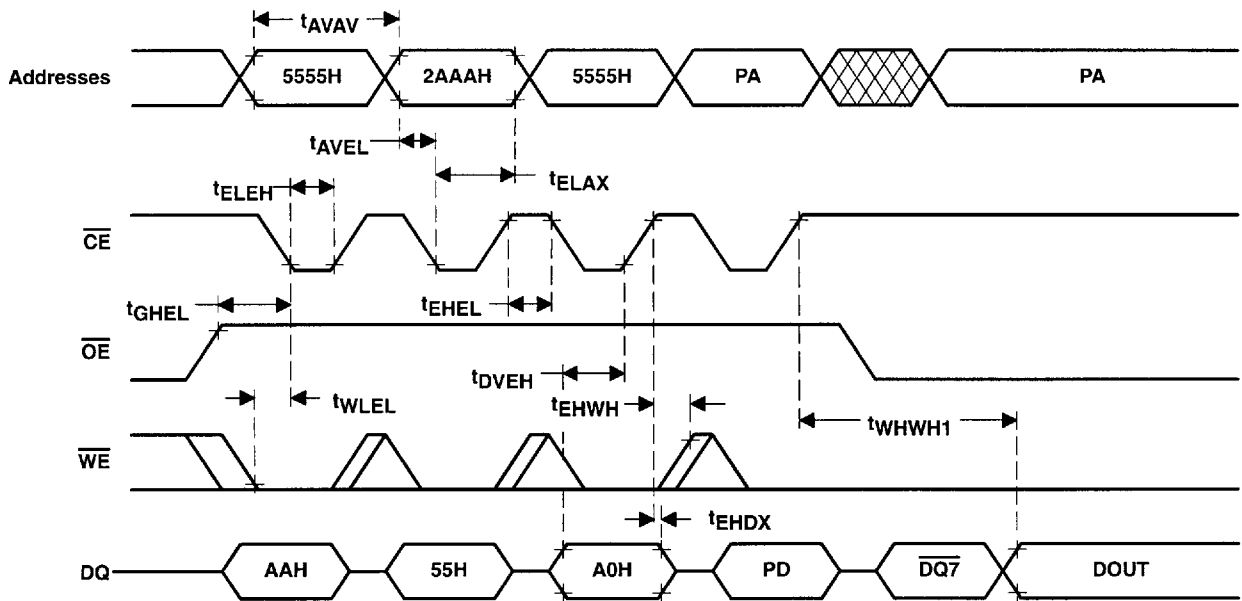 tAVAV
Addresses 5555H 2AAAH 5555H PA PA
tAVEL
tELEH tELAX
CE
tGHEL tEHEL
OE
tDVEH
tWLEL tEHWH tWHWH1
WE
tEHDX
DQ AAH 55H A0H PD DQ7 DOUT